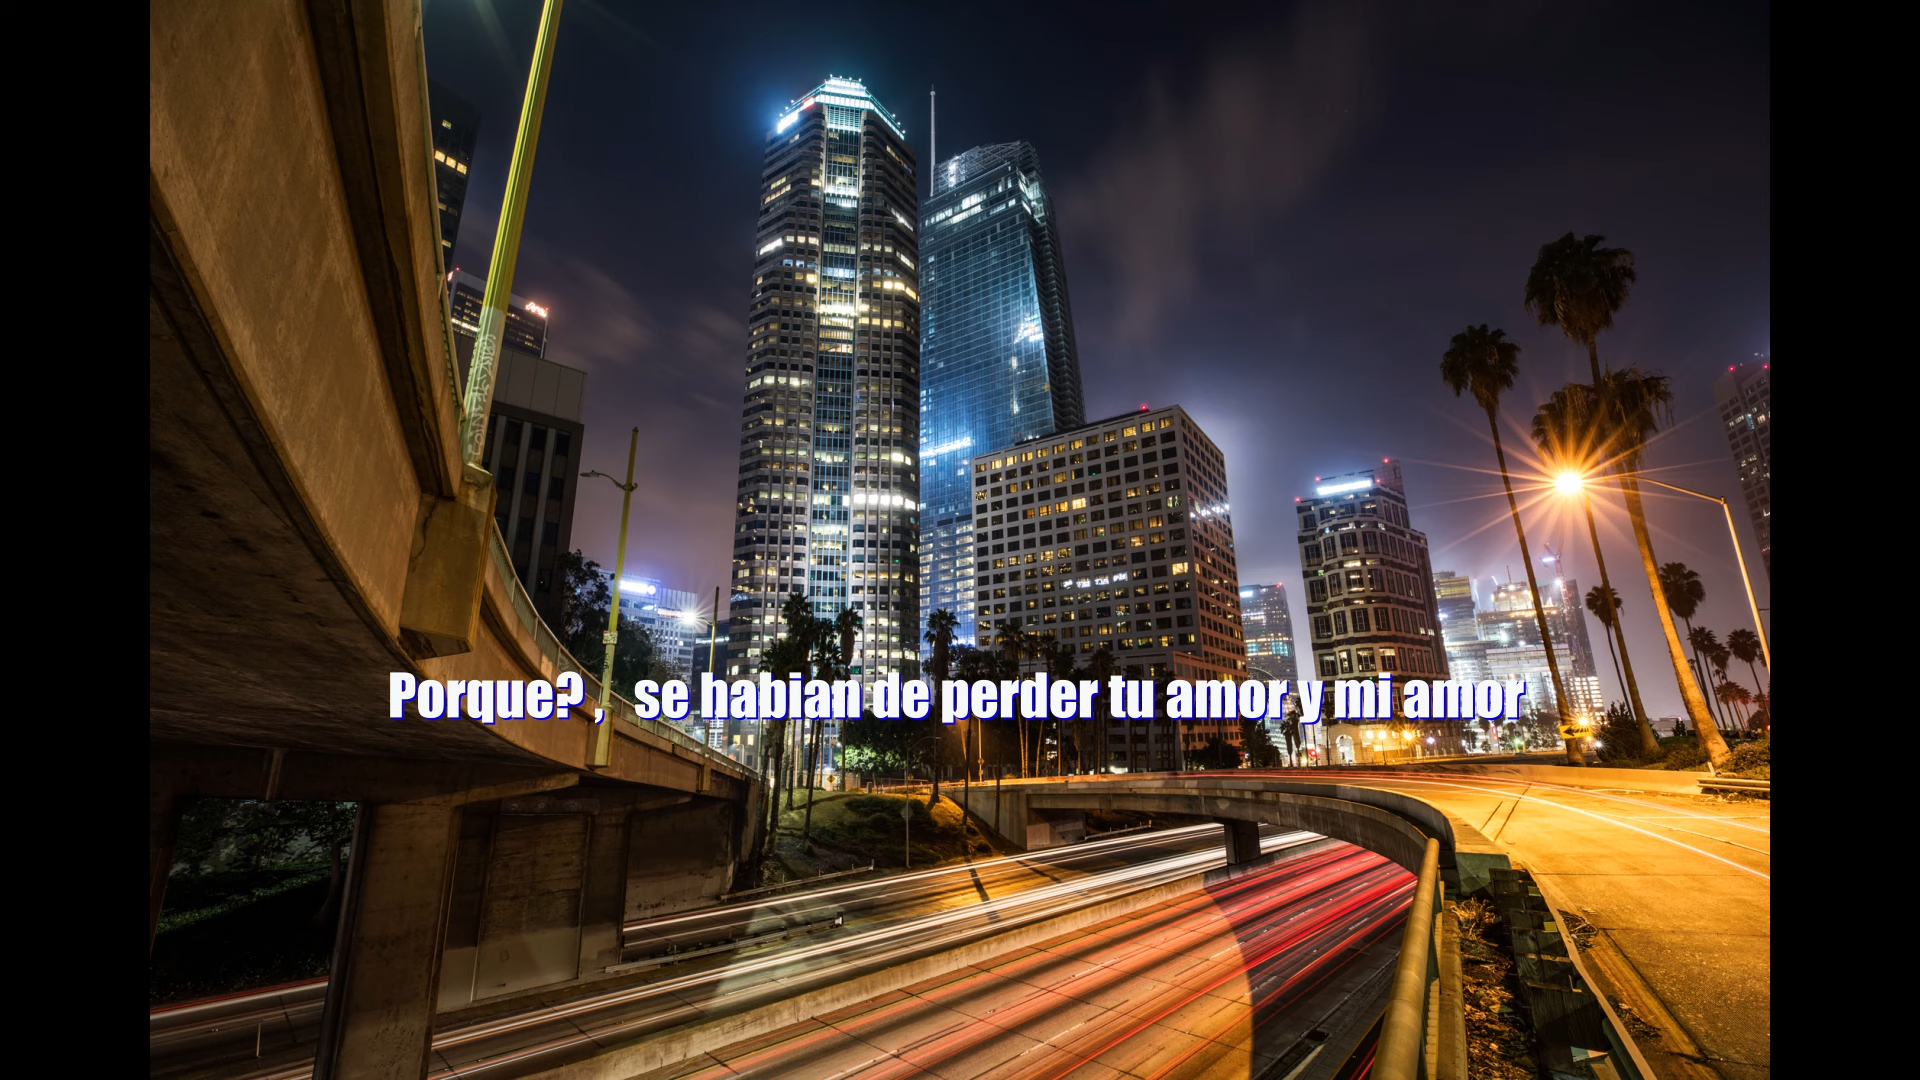 Porque? ,   se habian de perder tu amor y mi amor